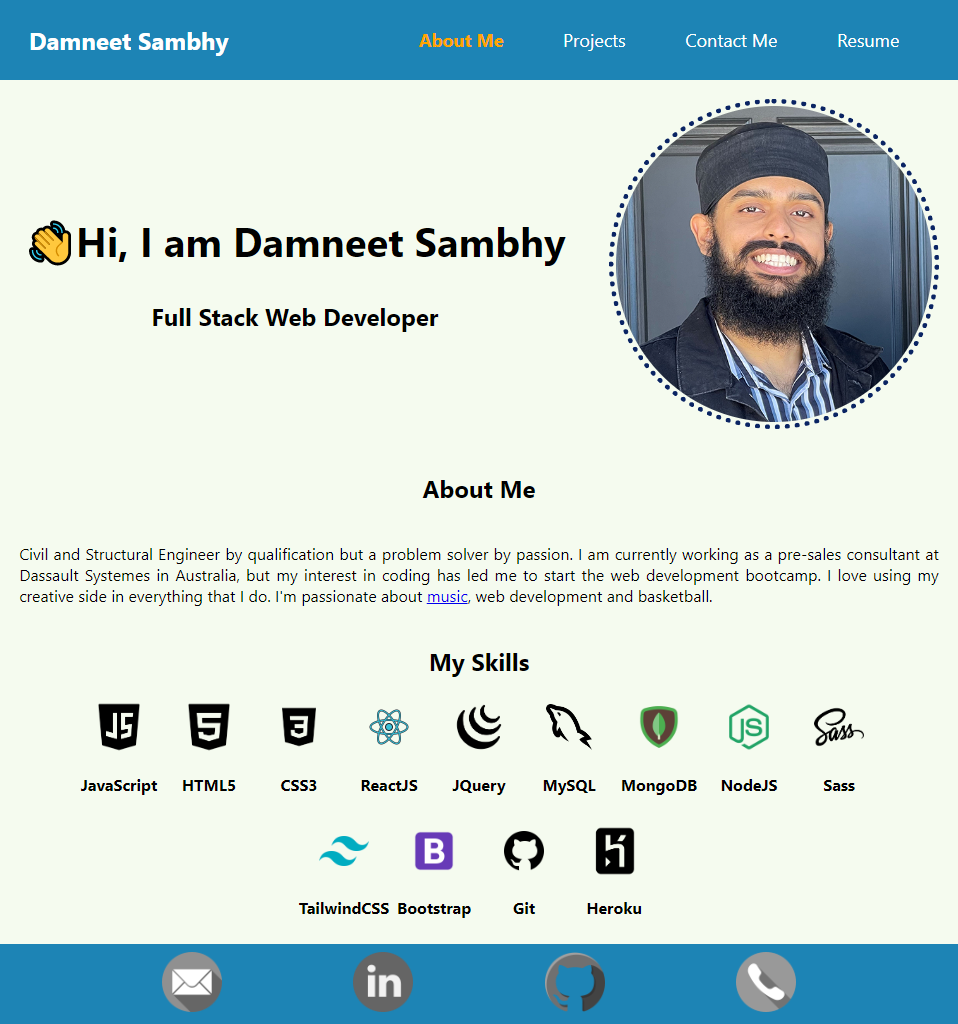 Damneet Sambhy
About Me Projects Contact Me Resume
👋Hi, I am Damneet Sambhy
Full Stack Web Developer
About Me
Civil and Structural Engineer by qualification but a problem solver by passion. I am currently working as a pre-sales consultant at
Dassault Systemes in Australia, but my interest in coding has led me to start the web development bootcamp. I love using my
creative side in everything that I do. I'm passionate about music, web development and basketball.
My Skills
JS 5 3 JS Sass
JavaScript HTML5 CSS3 ReactJS JQuery MySQL MongoDB NodeJS Sass
B
TailwindCSS Bootstrap Git Heroku
in